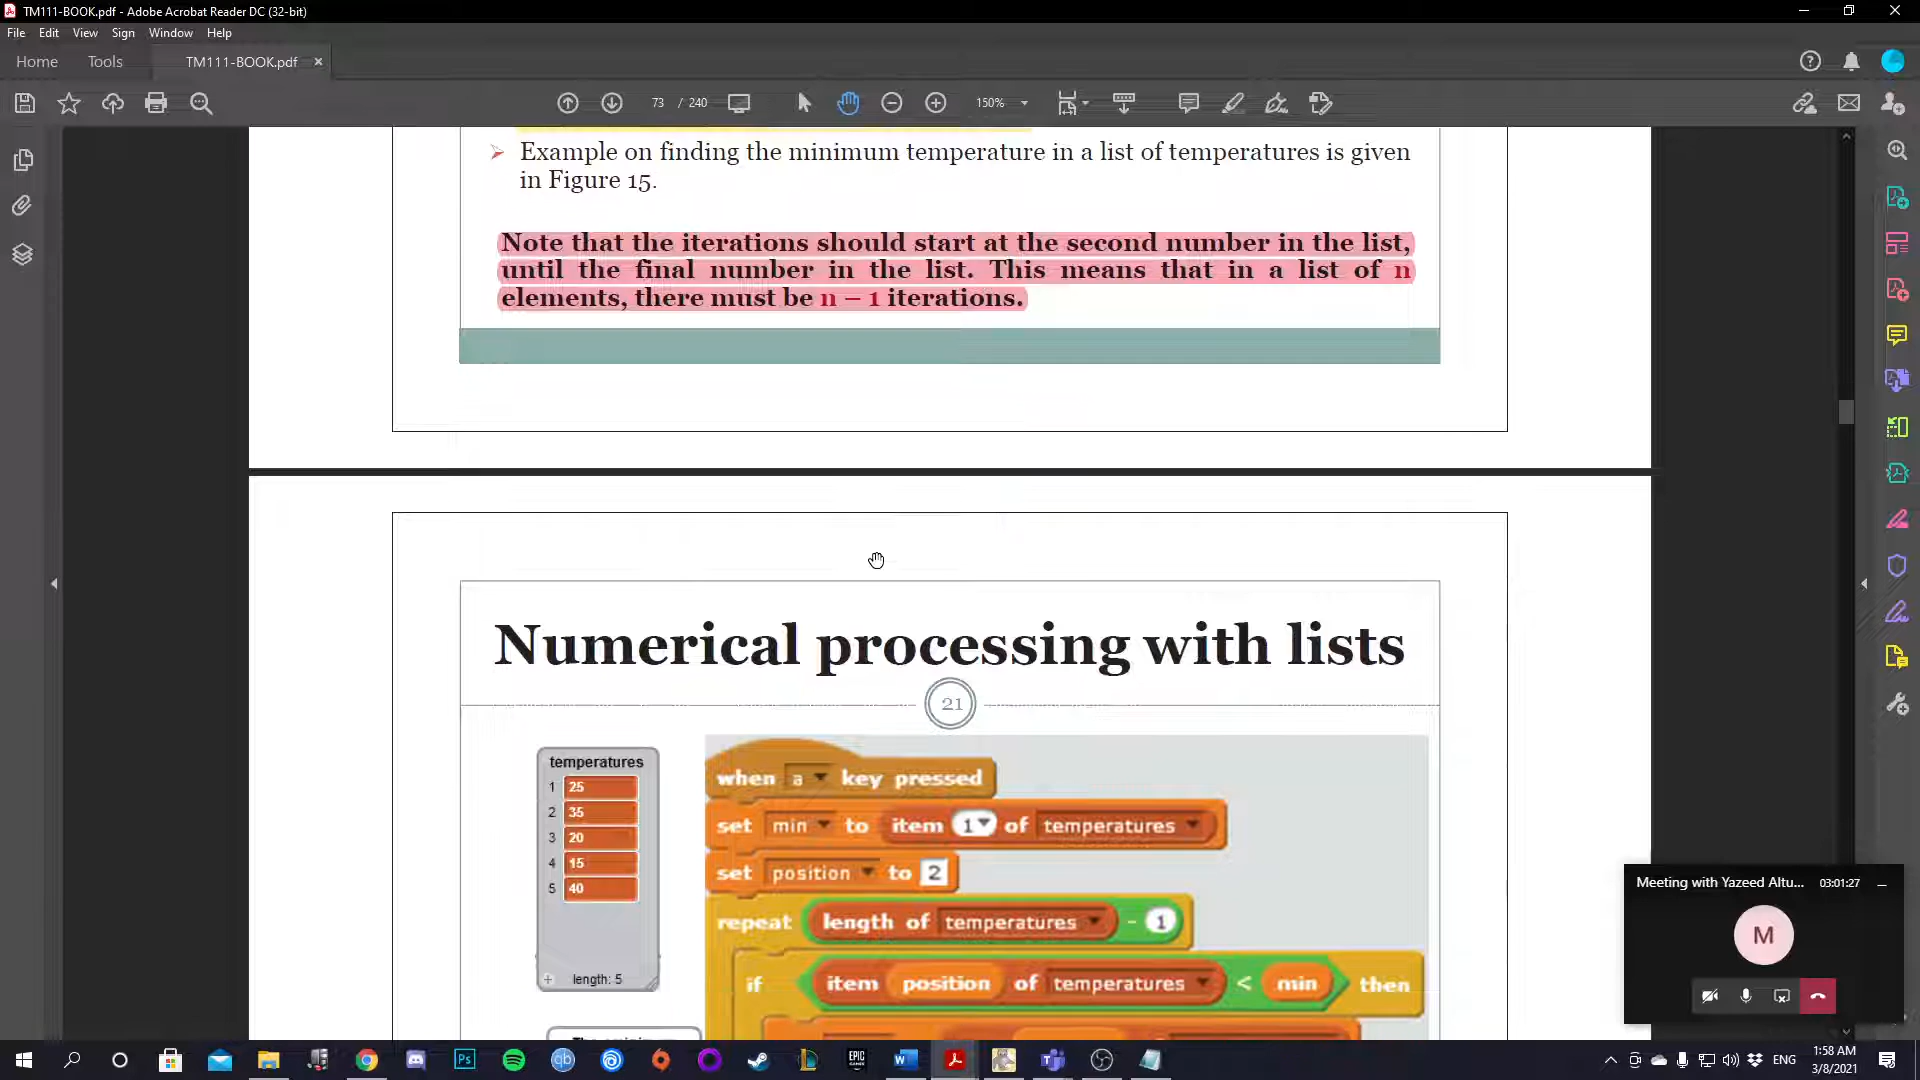 TM111-BOOK.pdf - Adobe Acrobat Reader DC (32-bit)
File Edit View Sign Window Help
Home Tools TM111-BOOK.pdf
73 / 240 150%
➢ Example on finding the minimum temperature in a list of temperatures is given
in Figure 15.
Note that the iterations should start at the second number in the list,
until the final number in the list. This means that in a list of n
elements, there must be n – 1 iterations.
Numerical processing with lists
21
temperatures
1 25
2 35
3 20
4 15
5 40
+ length: 5
when a key pressed
set min to item 1 of temperatures
set position to 2
repeat length of temperatures - 1
if item position of temperatures < min then
Meeting with Yazeed Altu... 03:01:27
M
ENG
1:58 AM
3/8/2021